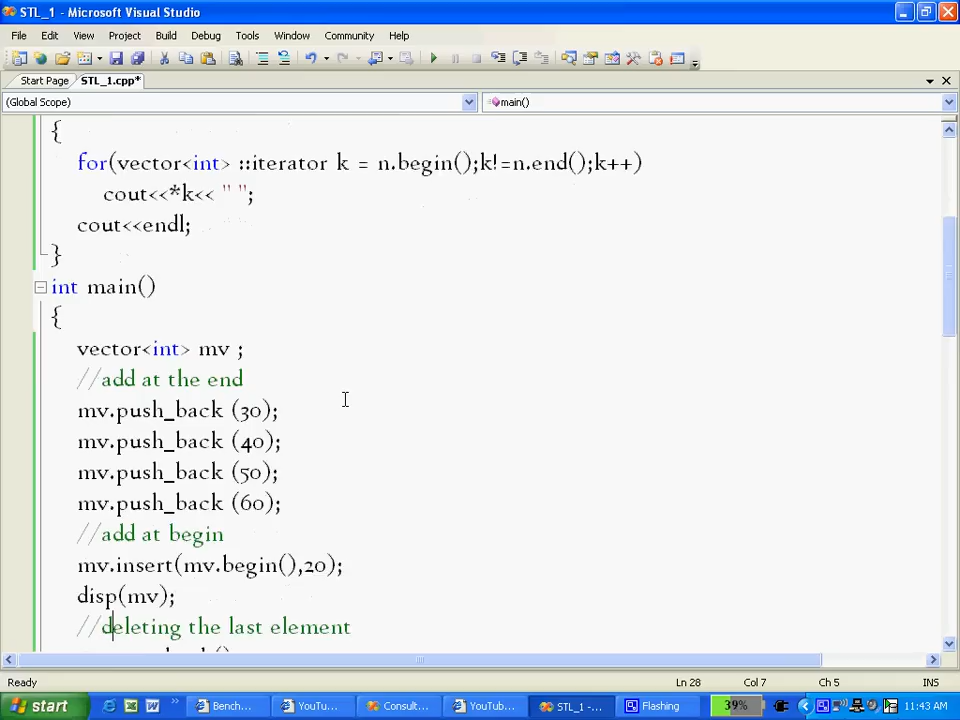 STL_1 - Microsoft Visual Studio
File Edit View Project Build Debug Tools Window Community Help
Start Page STL_1.cpp*
(Global Scope) main()
{
for(vector<int> ::iterator k = n.begin();k!=n.end();k++)
cout<<*k<< " ";
cout<<endl;
}
int main()
{
vector<int> mv ;
//add at the end
mv.push_back (30);
mv.push_back (40);
mv.push_back (50);
mv.push_back (60);
//add at begin
mv.insert(mv.begin(),20);
disp(mv);
//deleting the last element
Ready Ln 28 Col 7 Ch 5 INS
start Bench... YouTu... Consult... YouTub... STL_1 -... Flashing 39% 11:43 AM